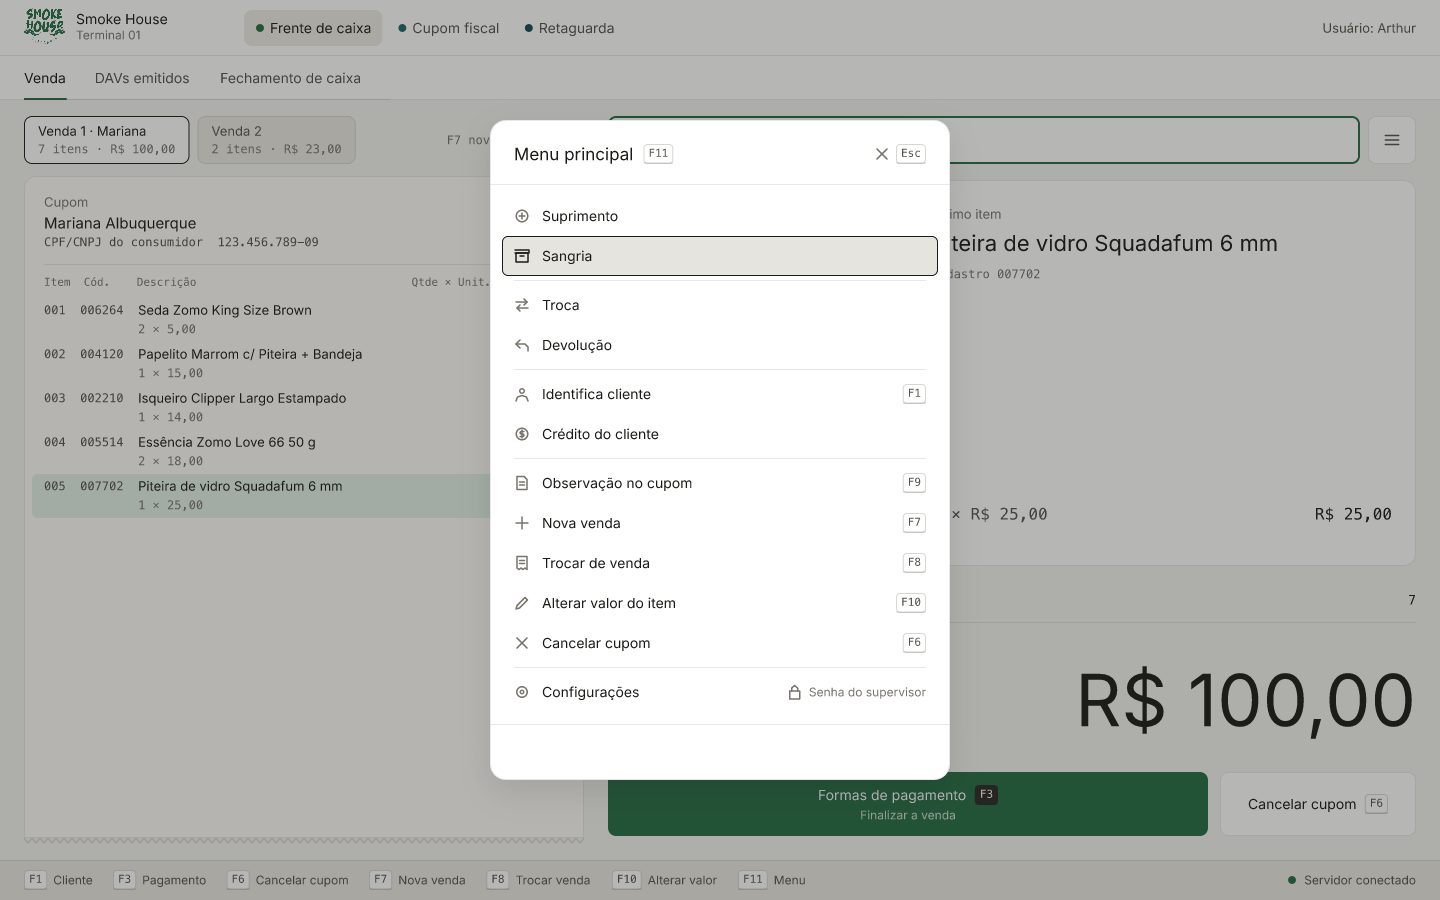 SMOKE HOUSE
Smoke House
Terminal 01
Frente de caixa
Cupom fiscal
Retaguarda
Usuário: Arthur
Venda
DAVs emitidos
Fechamento de caixa
Venda 1 · Mariana
7 itens · R$ 100,00
Venda 2
2 itens · R$ 23,00
F7 nov
Cupom
Mariana Albuquerque
CPF/CNPJ do consumidor 123.456.789-09
Item Cód. Descrição Qtde × Unit.
001 006264 Seda Zomo King Size Brown
2 × 5,00
002 004120 Papelito Marrom c/ Piteira + Bandeja
1 × 15,00
003 002210 Isqueiro Clipper Largo Estampado
1 × 14,00
004 005514 Essência Zomo Love 66 50 g
2 × 18,00
005 007702 Piteira de vidro Squadafum 6 mm
1 × 25,00
Menu principal F11
Esc
Suprimento
Sangria
Troca
Devolução
Identifica cliente F1
Crédito do cliente
Observação no cupom F9
Nova venda F7
Trocar de venda F8
Alterar valor do item F10
Cancelar cupom F6
Configurações Senha do supervisor
imo item
teira de vidro Squadafum 6 mm
dastro 007702
× R$ 25,00 R$ 25,00
7
R$ 100,00
Formas de pagamento F3
Finalizar a venda
Cancelar cupom F6
F1 Cliente F3 Pagamento F6 Cancelar cupom F7 Nova venda F8 Trocar venda F10 Alterar valor F11 Menu
Servidor conectado